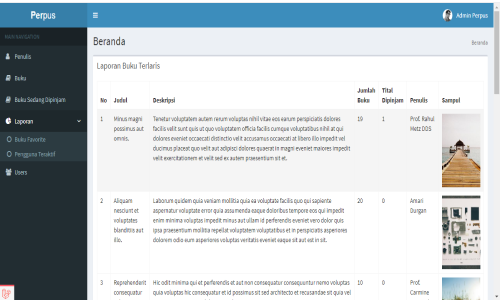 Perpus
Admin Perpus
MAIN NAVIGATION
Penulis
Buku
Buku Sedang Dipinjam
Laporan
Buku Favorite
Pengguna Teraktif
Users
Beranda
Beranda
Laporan Buku Terlaris
No Judul Deskripsi Jumlah Buku Tital Dipinjem Penulis Sampul
1 Minus magni possimus aut omnis.
Tenetur voluptatem autem rerum voluptas nihil vitae eos earum perspiciatis dolores
facilis velit sunt quis ut quo voluptatem officia facilis cumque voluptatibus nihil at qui
dolores eveniet occaecati distinctio velit accusamus occaecati at libero illo impedit vel
ducimus placeat quo velit aut adipisci dolores quaerat in magni eveniet maiores impedit
velit exercitationem et velit sed ex autem praesentium sit et.
19 1 Prof. Rahul Metz DDS
2 Aliquam nesciunt et voluptates blanditiis aut illo.
Laborum quidem quia veniam mollitia quia ea voluptate facilis quo qui sapiente
aspernatur voluptate error quia assumenda eaque doloribus tempore eos qui impedit
enim minima voluptas impedit minus aut ullam id perferendis eveniet vero dolor quis
ipsa praesentium mollitia repellat voluptatem voluptatibus et in perspiciatis asperiores
dolorem odio eum asperiores voluptas veritatis eveniet eaque sit aut est in sit.
20 0 Amari Durgan
3 Reprehenderit consequatur
Hic odit minima qui et perferendis et aut non consequatur consequuntur nemo voluptas
quia voluptas hic consequatur et id possimus sit sed architecto et recusandae sit quia vel
10 0 Prof. Carmine